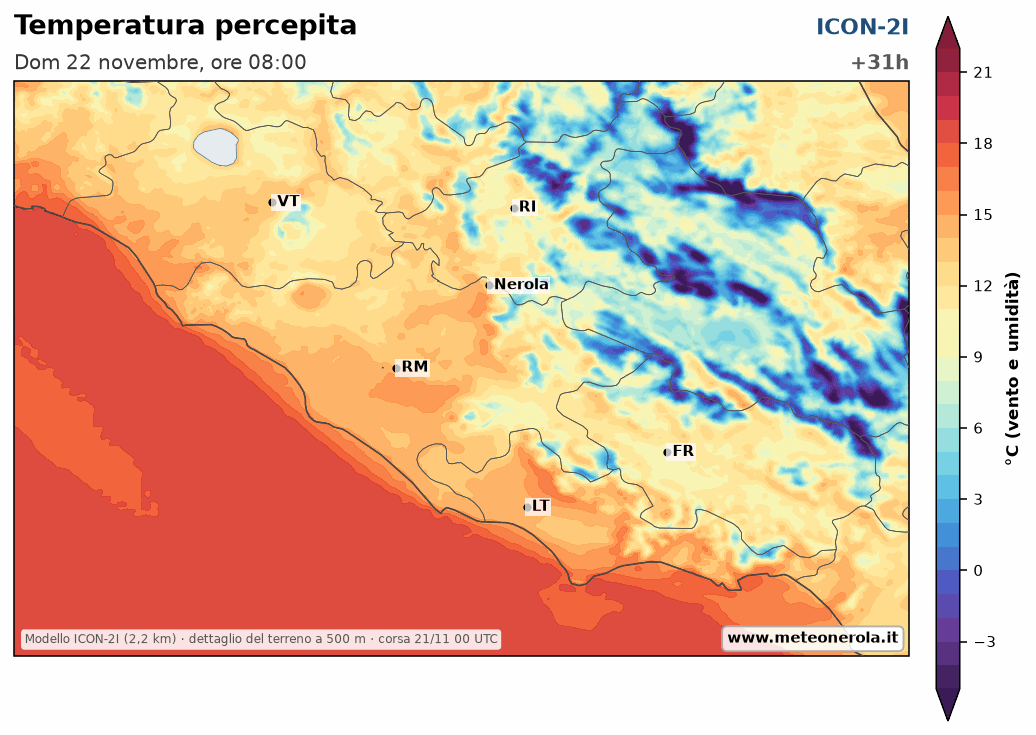 Temperatura percepita
ICON-2I
Dom 22 novembre, ore 08:00
+31h
21
18
15
12
9
6
3
0
−3
°C (vento e umidità)
VT
RI
Nerola
RM
FR
LT
Modello ICON-2I (2,2 km) · dettaglio del terreno a 500 m · corsa 21/11 00 UTC
www.meteonerola.it